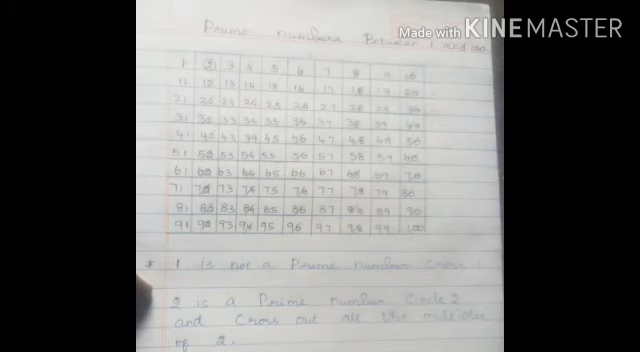 Made with KINEMASTER
Prime numbers Between 1 and 100
1 2 3 4 5 6 7 8 9 10
11 12 13 14 15 16 17 18 19 20
21 22 23 24 25 26 27 28 29 30
31 32 33 34 35 36 37 38 39 40
41 42 43 44 45 46 47 48 49 50
51 52 53 54 55 56 57 58 59 60
61 62 63 64 65 66 67 68 69 70
71 72 73 74 75 76 77 78 79 80
81 82 83 84 85 86 87 88 89 90
91 92 93 94 95 96 97 98 99 100
* 1 is not a Prime number cross it
2 is a Prime number Circle 2
and Cross out all the multiples
of 2.